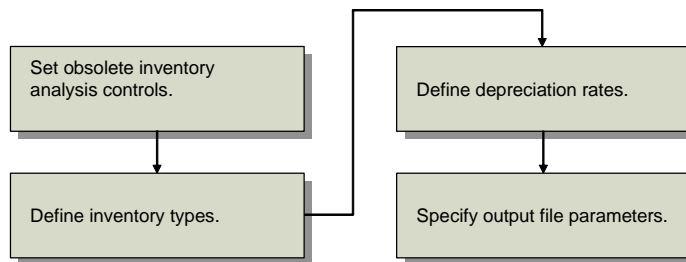 Set obsolete inventory
analysis controls.
Define inventory types.
Define depreciation rates.
Specify output file parameters.